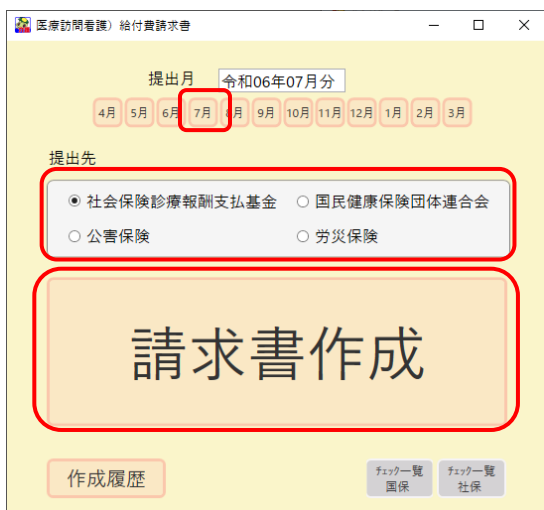 医療訪問看護）給付費請求書
提出月 令和06年07月分
4月 5月 6月 7月 8月 9月 10月 11月 12月 1月 2月 3月
提出先
社会保険診療報酬支払基金 国民健康保険団体連合会
公害保険 労災保険
請求書作成
作成履歴
ﾁｪｯｸ一覧 ﾁｪｯｸ一覧
国保 社保